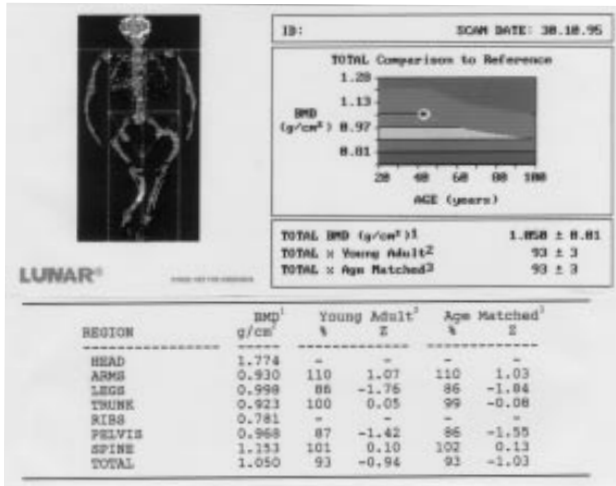 ID: SCAN DATE: 30.10.95
TOTAL Comparison to Reference
1.28
1.13
BMD
(g/cm²) 0.97
0.81
20 40 60 80 100
AGE (years)
TOTAL BMD (g/cm²)1 1.050 ± 0.01
TOTAL % Young Adult2 93 ± 3
TOTAL % Age Matched3 93 ± 3
LUNAR®
BMD1 Young Adult2 Age Matched3
REGION g/cm2 % Z % Z
HEAD 1.774 - - - -
ARMS 0.930 110 1.07 110 1.03
LEGS 0.998 86 -1.76 86 -1.84
TRUNK 0.923 100 0.05 99 -0.08
RIBS 0.781 - - - -
PELVIS 0.968 87 -1.42 86 -1.55
SPINE 1.153 101 0.10 102 0.13
TOTAL 1.050 93 -0.94 93 -1.03